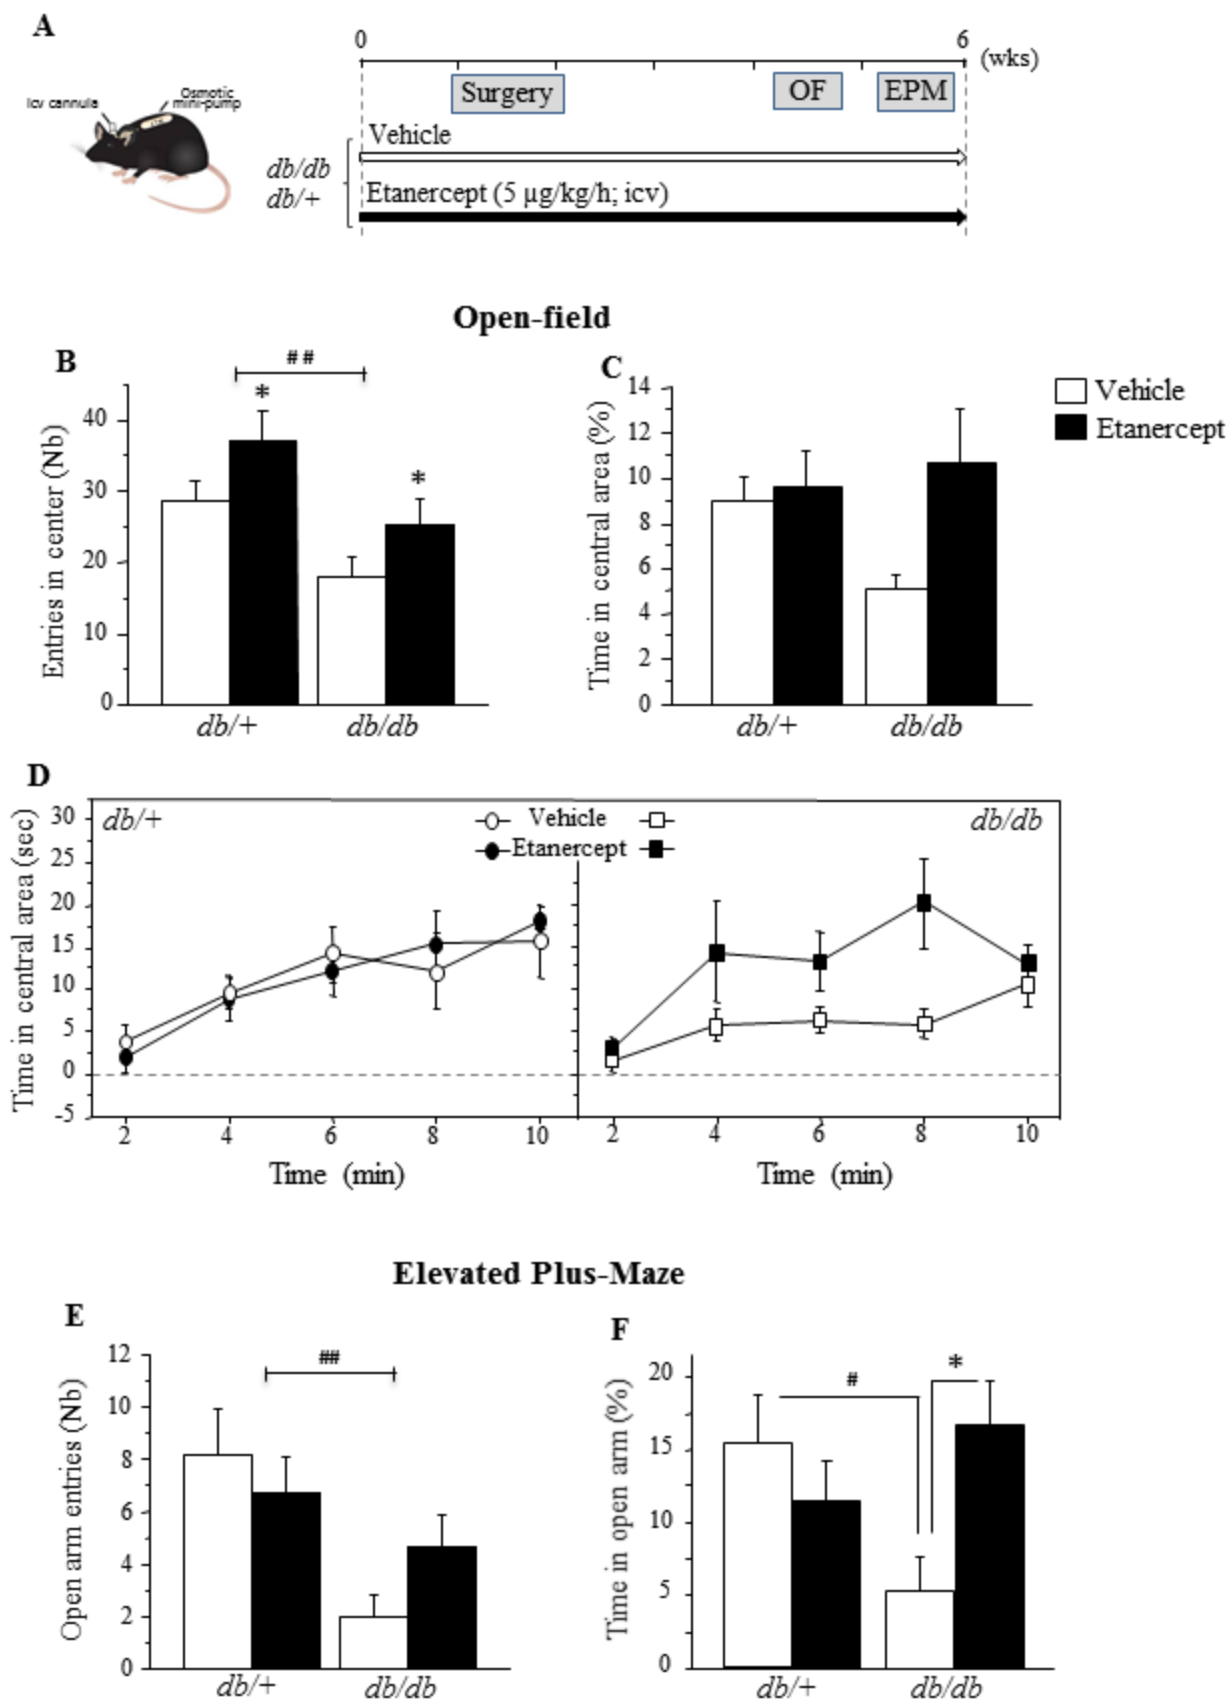 A
0
6
(wks)
Surgery
OF
EPM
Icv cannula
Osmotic
mini-pump
Vehicle
db/db
db/+
Etanercept (5 µg/kg/h; icv)
Open-field
B
##
*
*
Entries in center (Nb)
40
30
20
10
0
db/+
db/db
C
Time in central area (%)
14
12
10
8
6
4
2
0
db/+
db/db
Vehicle
Etanercept
D
Time in central area (sec)
30
25
20
15
10
5
0
-5
db/+
Vehicle
Etanercept
db/db
2
4
6
8
10
2
4
6
8
10
Time (min)
Time (min)
Elevated Plus-Maze
E
##
Open arm entries (Nb)
12
10
8
6
4
2
0
db/+
db/db
F
#
*
Time in open arm (%)
20
15
10
5
0
db/+
db/db